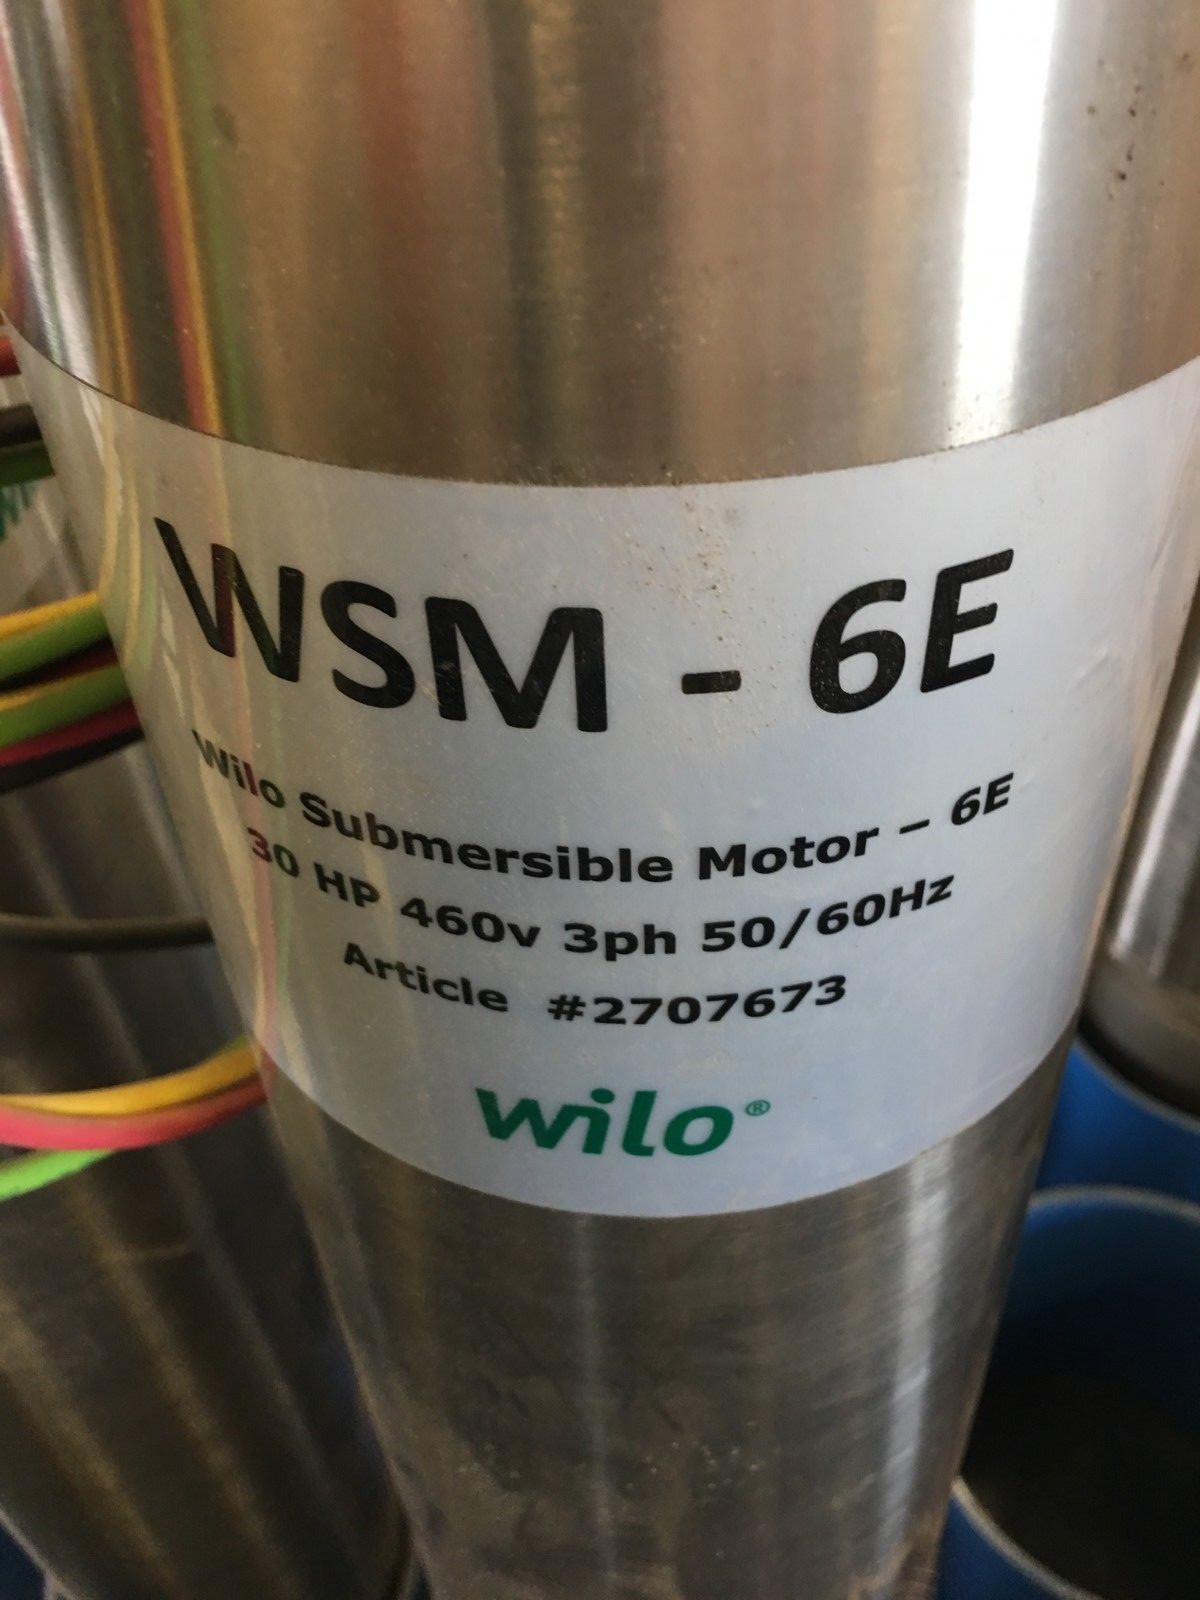 WSM - 6E
Wilo Submersible Motor – 6E
30 HP 460v 3ph 50/60Hz
Article #2707673
wilo®